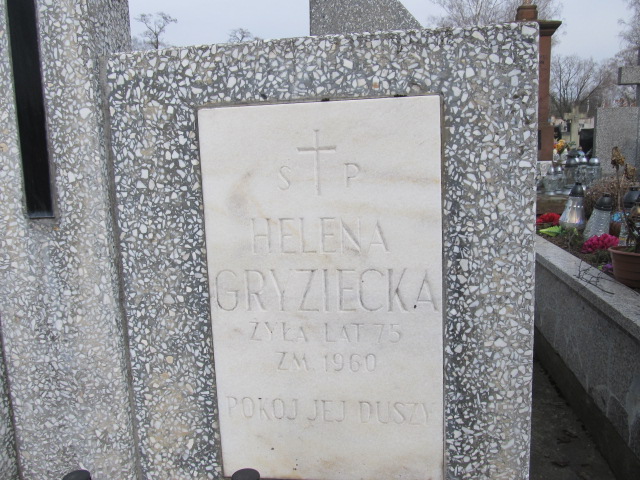 S P
HELENA
GRYZIECKA
ŻYŁA LAT 75
ZM. 1960
POKÓJ JEJ DUSZY